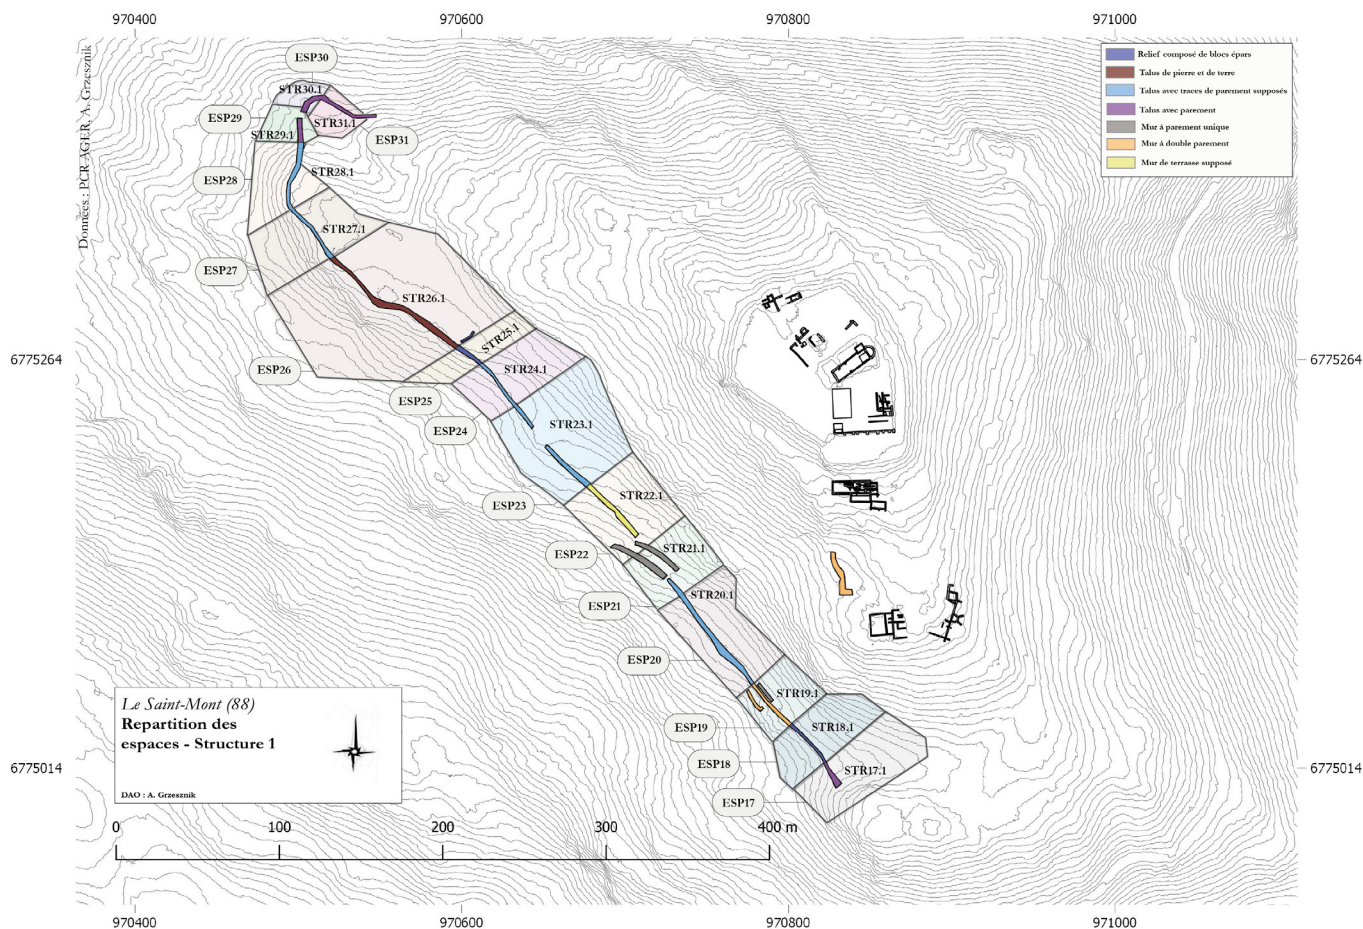 970400
970600
970800
971000
Données : PCR AGER, A. Grzesznik
Relief composé de blocs épars
Talus de pierre et de terre
Talus avec traces de parement supposés
Talus avec parement
Mur à parement unique
Mur à double parement
Mur de terrasse supposé
ESP30
STR30.1
ESP29
STR31.1
STR29.1
ESP31
STR28.1
ESP28
STR27.1
ESP27
STR26.1
STR25.1
6775264
6775264
ESP26
STR24.1
ESP25
STR23.1
ESP24
STR22.1
ESP23
STR21.1
ESP22
STR20.1
ESP21
ESP20
STR19.1
ESP19
STR18.1
ESP18
STR17.1
ESP17
Le Saint-Mont (88)
Repartition des
espaces - Structure 1
DAO : A. Grzesznik
6775014
6775014
0
100
200
300
400 m
970400
970600
970800
971000